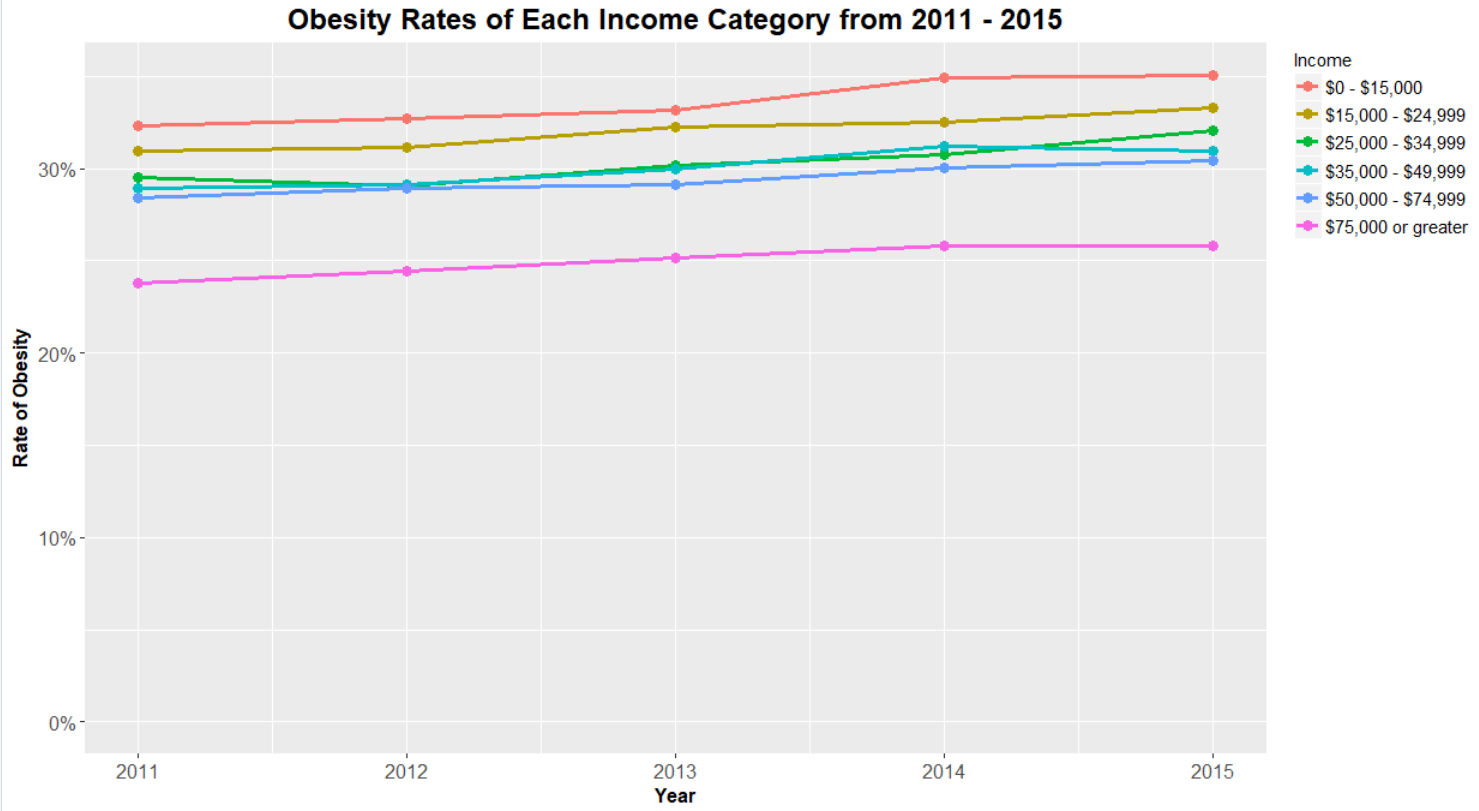 Obesity Rates of Each Income Category from 2011 - 2015
Income
$0 - $15,000
$15,000 - $24,999
$25,000 - $34,999
$35,000 - $49,999
$50,000 - $74,999
$75,000 or greater
Rate of Obesity
30%
20%
10%
0%
2011 2012 2013 2014 2015
Year